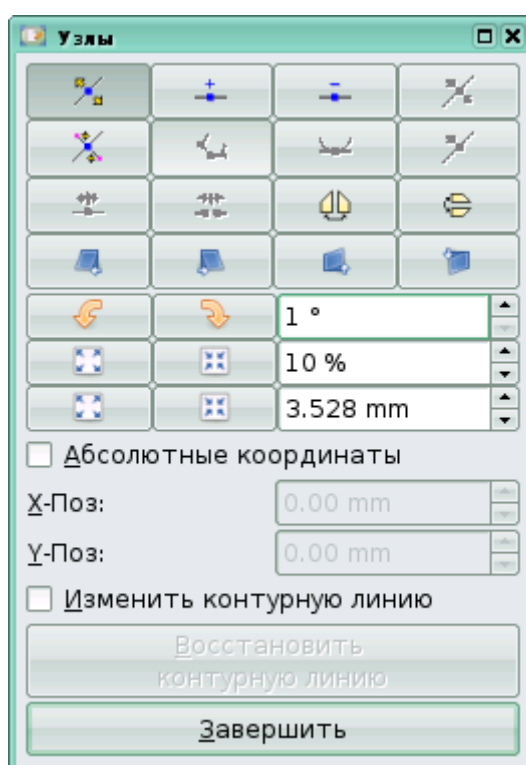 Узлы
1 °
10 %
3.528 mm
Абсолютные координаты
X-Поз:
0.00 mm
Y-Поз:
0.00 mm
Изменить контурную линию
Восстановить
контурную линию
Завершить